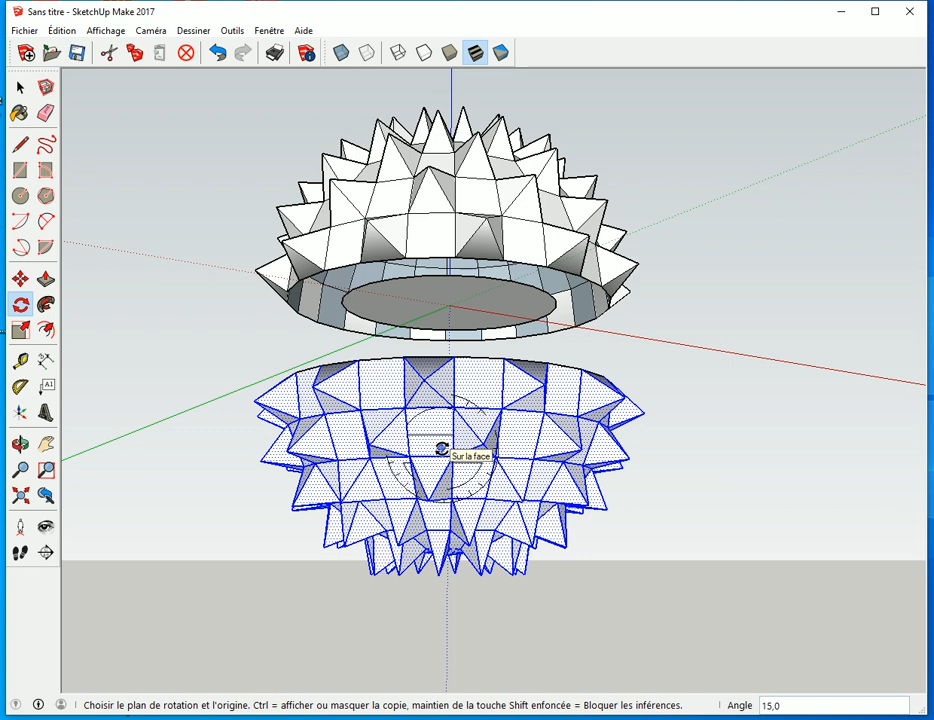 Sans titre - SketchUp Make 2017
Fichier Édition Affichage Caméra Dessiner Outils Fenêtre Aide
A1
Sur la face
Choisir le plan de rotation et l'origine. Ctrl = afficher ou masquer la copie, maintien de la touche Shift enfoncée = Bloquer les inférences. Angle 15,0